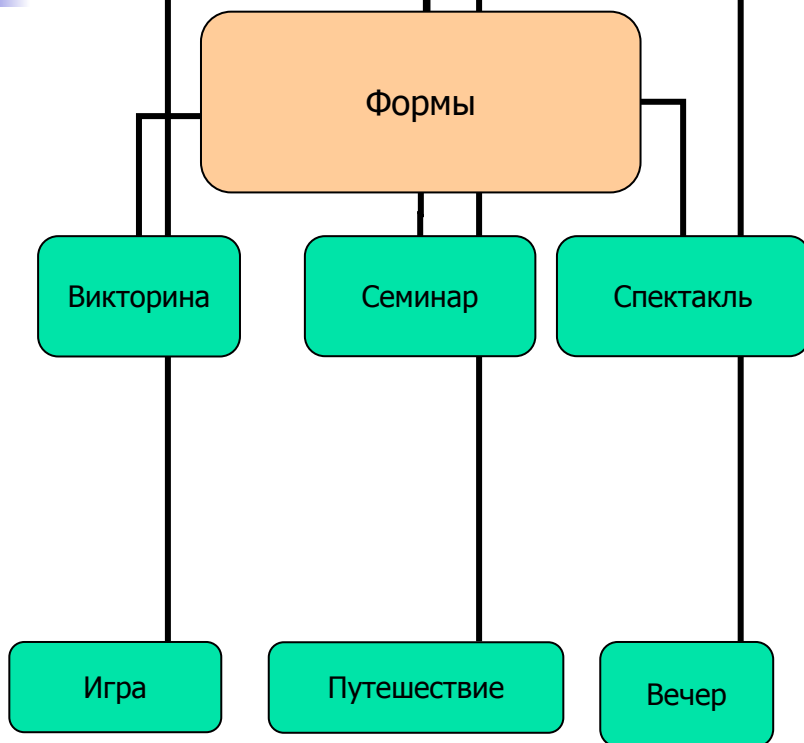 Формы
Викторина
Семинар
Спектакль
Игра
Путешествие
Вечер